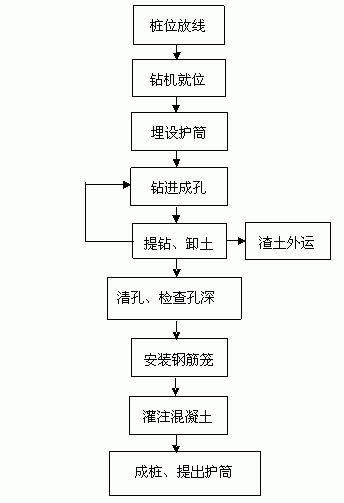 桩位放线
钻机就位
埋设护筒
钻进成孔
提钻、卸土
渣土外运
清孔、检查孔深
安装钢筋笼
灌注混凝土
成桩、提出护筒